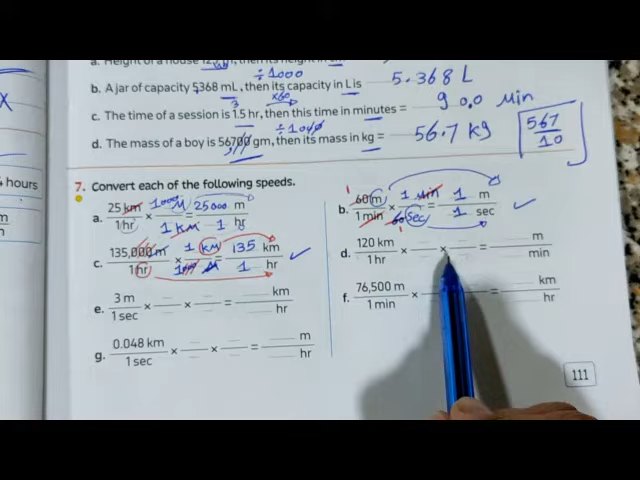 ÷1000
b. A jar of capacity 5,368 mL, then its capacity in L is 5.368 L
×60
c. The time of a session is 1.5 hr, then this time in minutes = 90.0 Min
÷1000
d. The mass of a boy is 56700 gm, then its mass in kg = 56.7 kg
567/10
7. Convert each of the following speeds.
a. 25 km/1 hr × 1000 M/1 KM = 25000 m/1 hr
b. 60 m/1 min × 1 Min/60 Sec = 1 m/1 sec
c. 135,000 m/1 hr × 1 KM/1000 M = 135 km/1 hr
d. 120 km/1 hr × × = m/min
e. 3 m/1 sec × × = km/hr
f. 76,500 m/1 min × = km/hr
g. 0.048 km/1 sec × × = m/hr
111